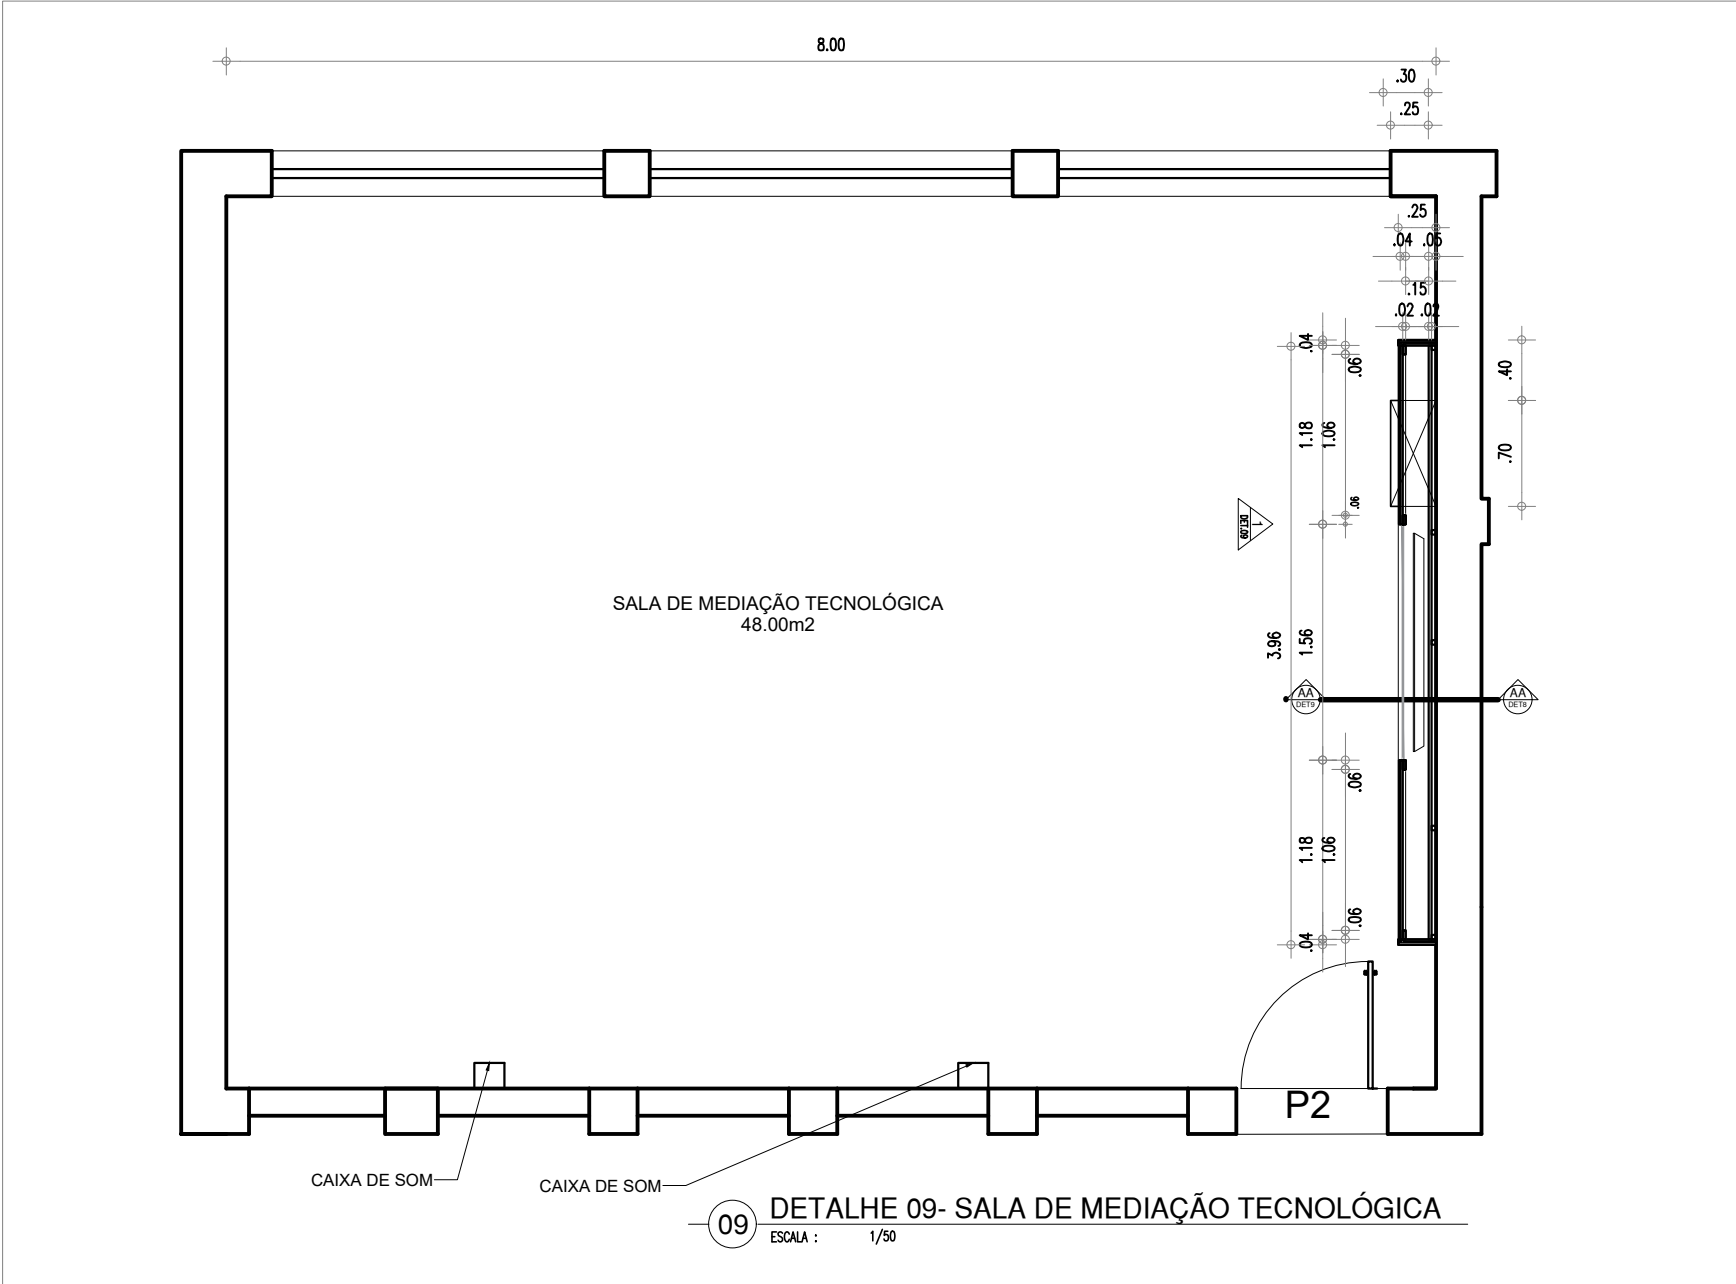 8.00
.30
.25
.25
.04 .05
.15
.02 .02
.04
.06
.40
1.18
1.06
.70
.06
1
DET.09
SALA DE MEDIAÇÃO TECNOLÓGICA
48.00m2
3.96
1.56
AA
DET9
AA
DET8
.06
1.18
1.06
.06
.04
P2
CAIXA DE SOM
CAIXA DE SOM
09
DETALHE 09- SALA DE MEDIAÇÃO TECNOLÓGICA
ESCALA : 1/50